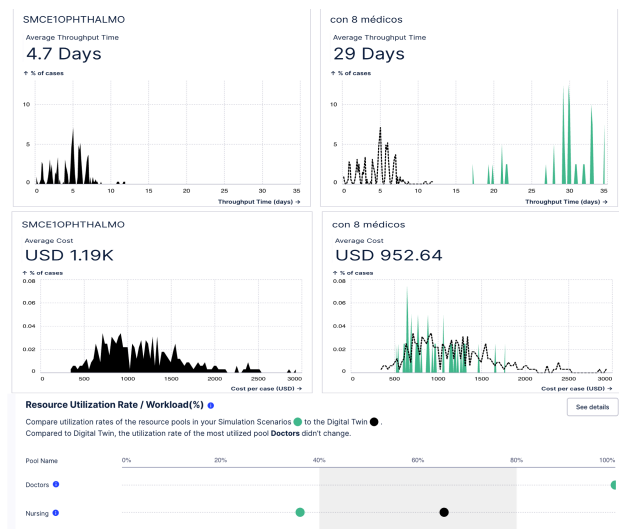 SMCE1OPHTHALMO
Average Throughput Time
4.7 Days
↑ % of cases
10
5
0
0 5 10 15 20 25 30 35
Throughput Time (days) →
con 8 médicos
Average Throughput Time
29 Days
↑ % of cases
10
5
0
0 5 10 15 20 25 30 35
Throughput Time (days) →
SMCE1OPHTHALMO
Average Cost
USD 1.19K
↑ % of cases
0.08
0.06
0.04
0.02
0
0 500 1000 1500 2000 2500 3000
Cost per case (USD) →
con 8 médicos
Average Cost
USD 952.64
↑ % of cases
0.08
0.06
0.04
0.02
0
0 500 1000 1500 2000 2500 3000
Cost per case (USD) →
Resource Utilization Rate / Workload(%)
See details
Compare utilization rates of the resource pools in your Simulation Scenarios to the Digital Twin .
Compared to Digital Twin, the utilization rate of the most utilized pool Doctors didn't change.
Pool Name 0% 20% 40% 60% 80% 100%
Doctors
Nursing